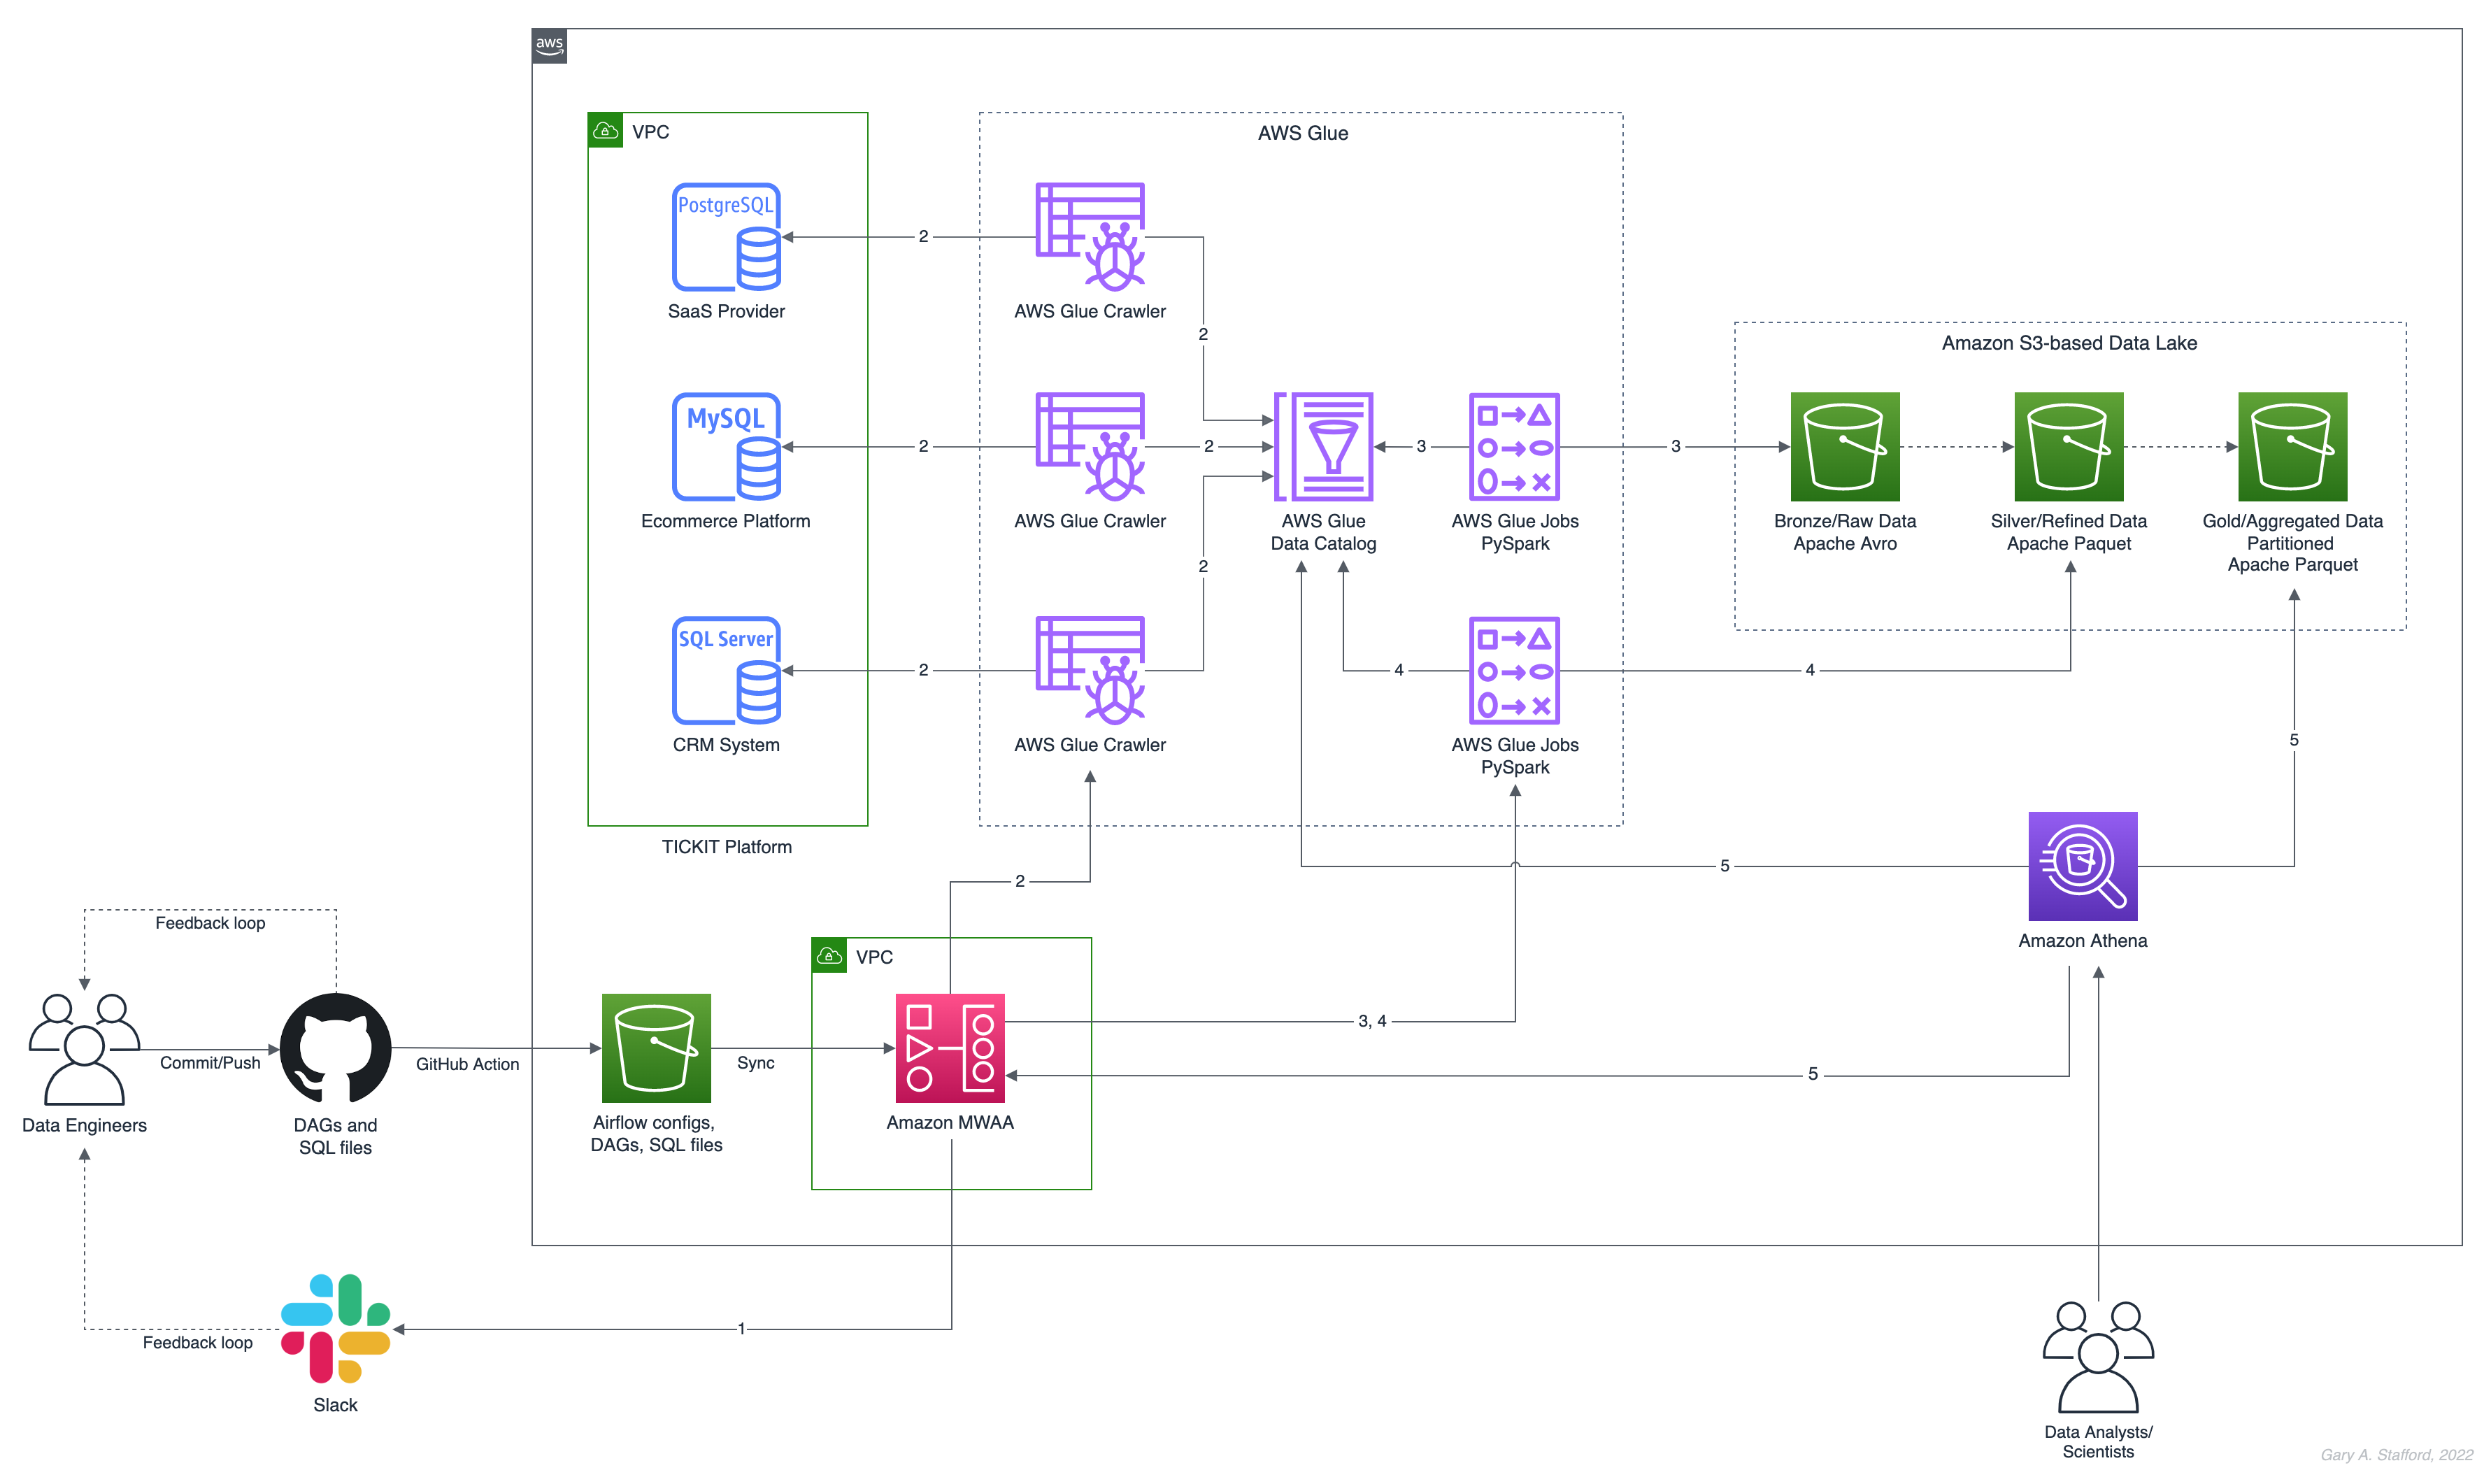 aws
VPC
AWS Glue
PostgreSQL
SaaS Provider
2
AWS Glue Crawler
2
Amazon S3-based Data Lake
MySQL
Ecommerce Platform
2
AWS Glue Crawler
2
AWS Glue
Data Catalog
3
AWS Glue Jobs
PySpark
3
Bronze/Raw Data
Apache Avro
Silver/Refined Data
Apache Paquet
Gold/Aggregated Data
Partitioned
Apache Parquet
2
SQL Server
CRM System
2
AWS Glue Crawler
4
AWS Glue Jobs
PySpark
4
5
TICKIT Platform
2
5
Amazon Athena
Feedback loop
VPC
Data Engineers
Commit/Push
DAGs and
SQL files
GitHub Action
Airflow configs,
DAGs, SQL files
Sync
Amazon MWAA
3, 4
5
Feedback loop
Slack
1
Data Analysts/
Scientists
Gary A. Stafford, 2022